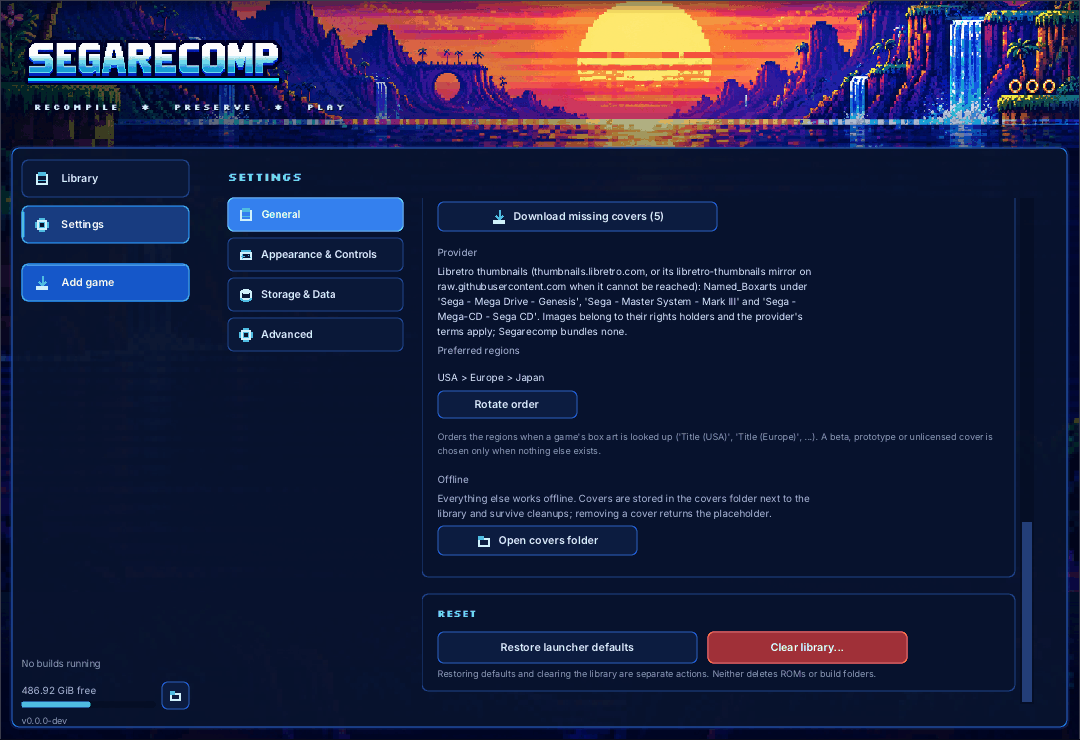 SEGARECOMP
RECOMPILE * PRESERVE * PLAY
Library
Settings
Add game
No builds running
486.92 GiB free
v0.0.0-dev
SETTINGS
General
Appearance & Controls
Storage & Data
Advanced
Download missing covers (5)
Provider
Libretro thumbnails (thumbnails.libretro.com, or its libretro-thumbnails mirror on
raw.githubusercontent.com when it cannot be reached): Named_Boxarts under
'Sega - Mega Drive - Genesis', 'Sega - Master System - Mark III' and 'Sega -
Mega-CD - Sega CD'. Images belong to their rights holders and the provider's
terms apply; Segarecomp bundles none.
Preferred regions
USA > Europe > Japan
Rotate order
Orders the regions when a game's box art is looked up ('Title (USA)', 'Title (Europe)', ...). A beta, prototype or unlicensed cover is
chosen only when nothing else exists.
Offline
Everything else works offline. Covers are stored in the covers folder next to the
library and survive cleanups; removing a cover returns the placeholder.
Open covers folder
RESET
Restore launcher defaults
Clear library...
Restoring defaults and clearing the library are separate actions. Neither deletes ROMs or build folders.